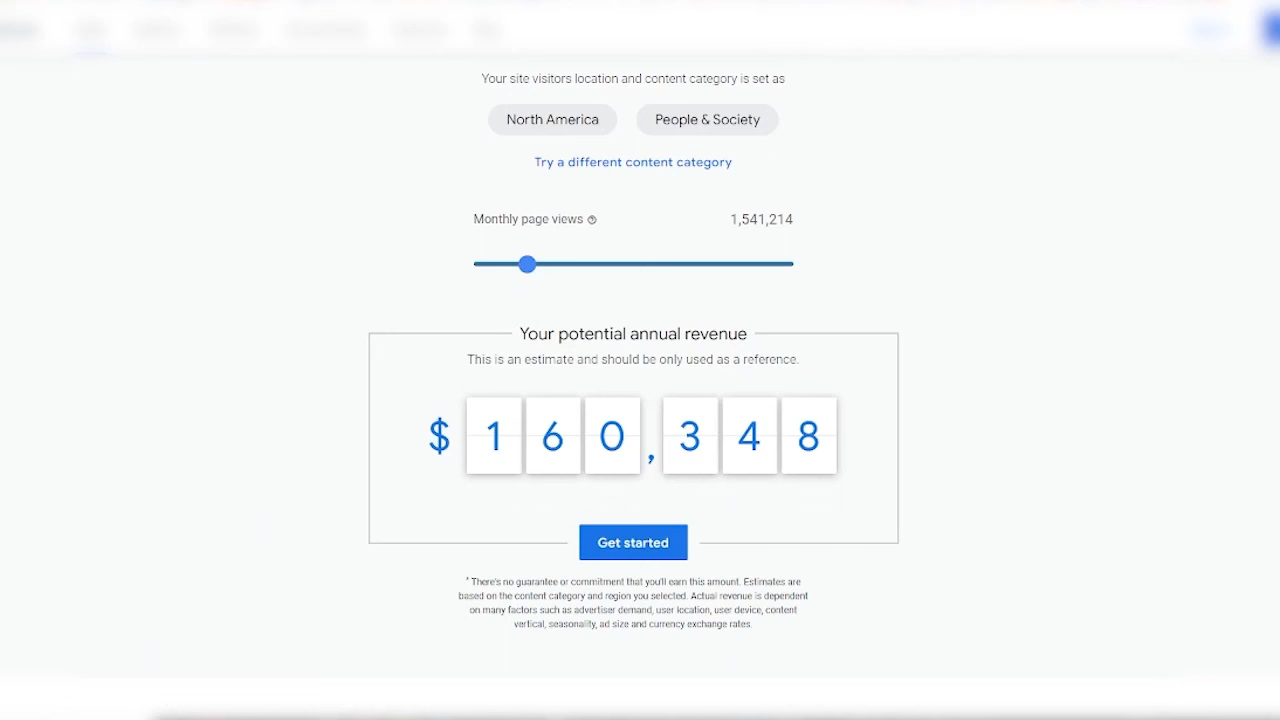 Your site visitors location and content category is set as
North America People & Society
Try a different content category
Monthly page views 1,541,214
Your potential annual revenue
This is an estimate and should be only used as a reference.
$ 160,348
Get started
* There's no guarantee or commitment that you'll earn this amount. Estimates are
based on the content category and region you selected. Actual revenue is dependent
on many factors such as advertiser demand, user location, user device, content
vertical, seasonality, ad size and currency exchange rates.